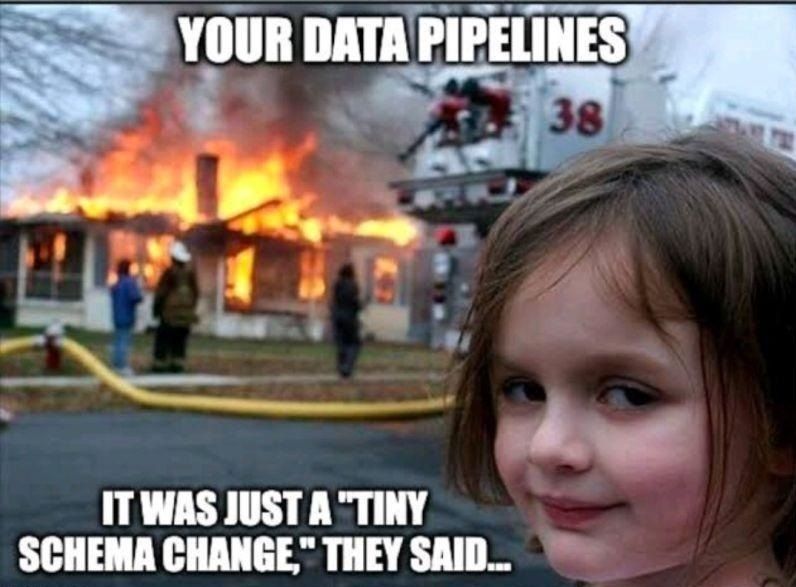 YOUR DATA PIPELINES
38
IT WAS JUST A "TINY
SCHEMA CHANGE," THEY SAID...